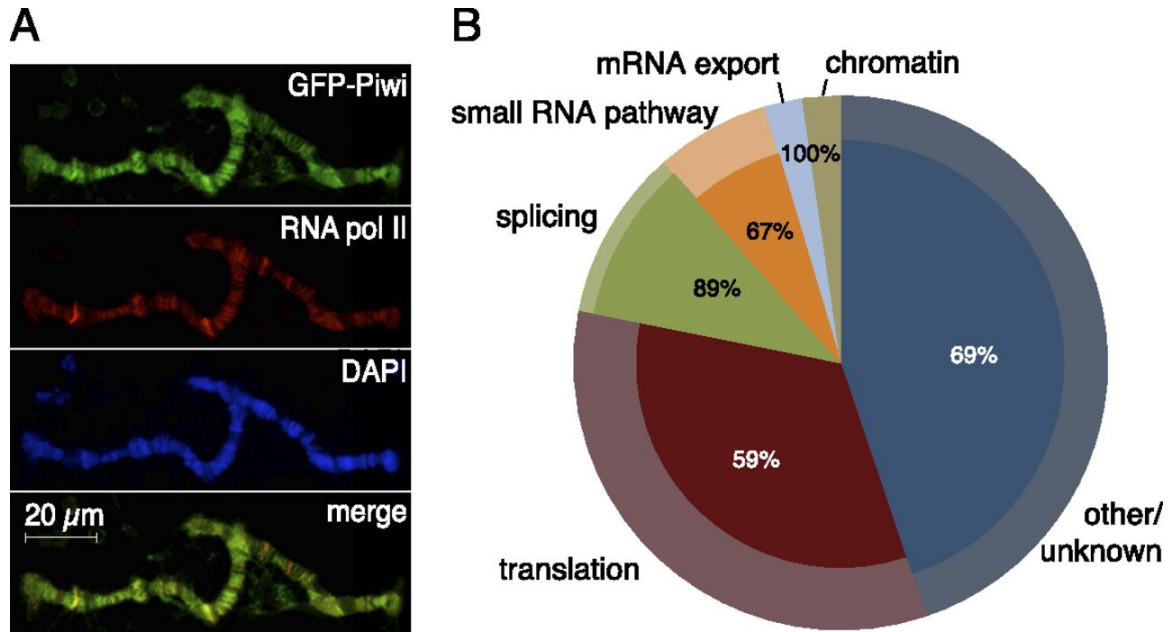 A
GFP-Piwi
RNA pol II
DAPI
20 µm
merge
B
mRNA export
chromatin
small RNA pathway
100%
splicing
67%
89%
69%
59%
other/
unknown
translation